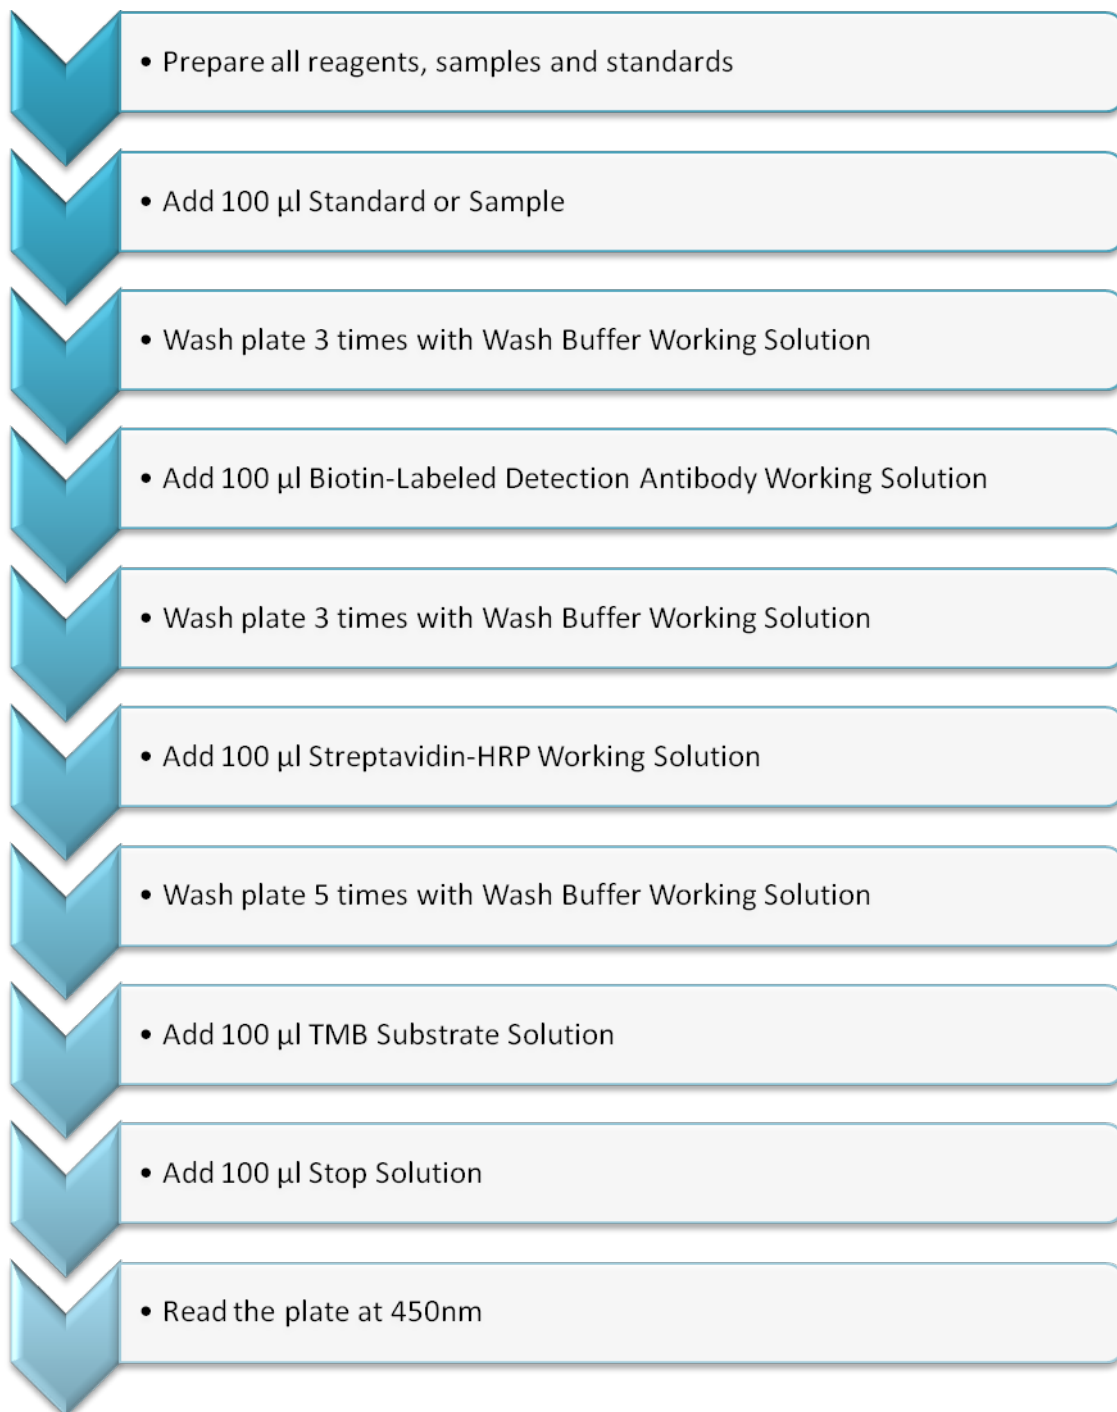 • Prepare all reagents, samples and standards
• Add 100 µl Standard or Sample
• Wash plate 3 times with Wash Buffer Working Solution
• Add 100 µl Biotin-Labeled Detection Antibody Working Solution
• Wash plate 3 times with Wash Buffer Working Solution
• Add 100 µl Streptavidin-HRP Working Solution
• Wash plate 5 times with Wash Buffer Working Solution
• Add 100 µl TMB Substrate Solution
• Add 100 µl Stop Solution
• Read the plate at 450nm